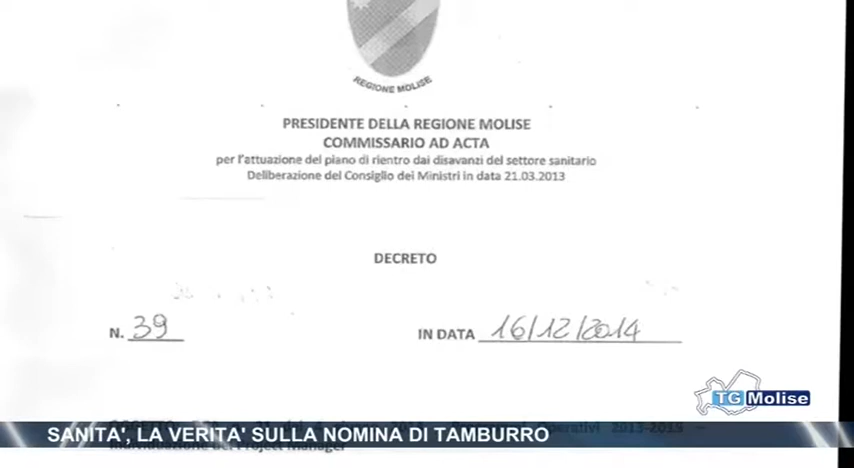 REGIONE MOLISE
PRESIDENTE DELLA REGIONE MOLISE
COMMISSARIO AD ACTA
per l'attuazione del piano di rientro dai disavanzi del settore sanitario
Deliberazione del Consiglio dei Ministri in data 21.03.2013
DECRETO
N. 39
IN DATA 16/12/2014
TG Molise
SANITA', LA VERITA' SULLA NOMINA DI TAMBURRO
Project Manager